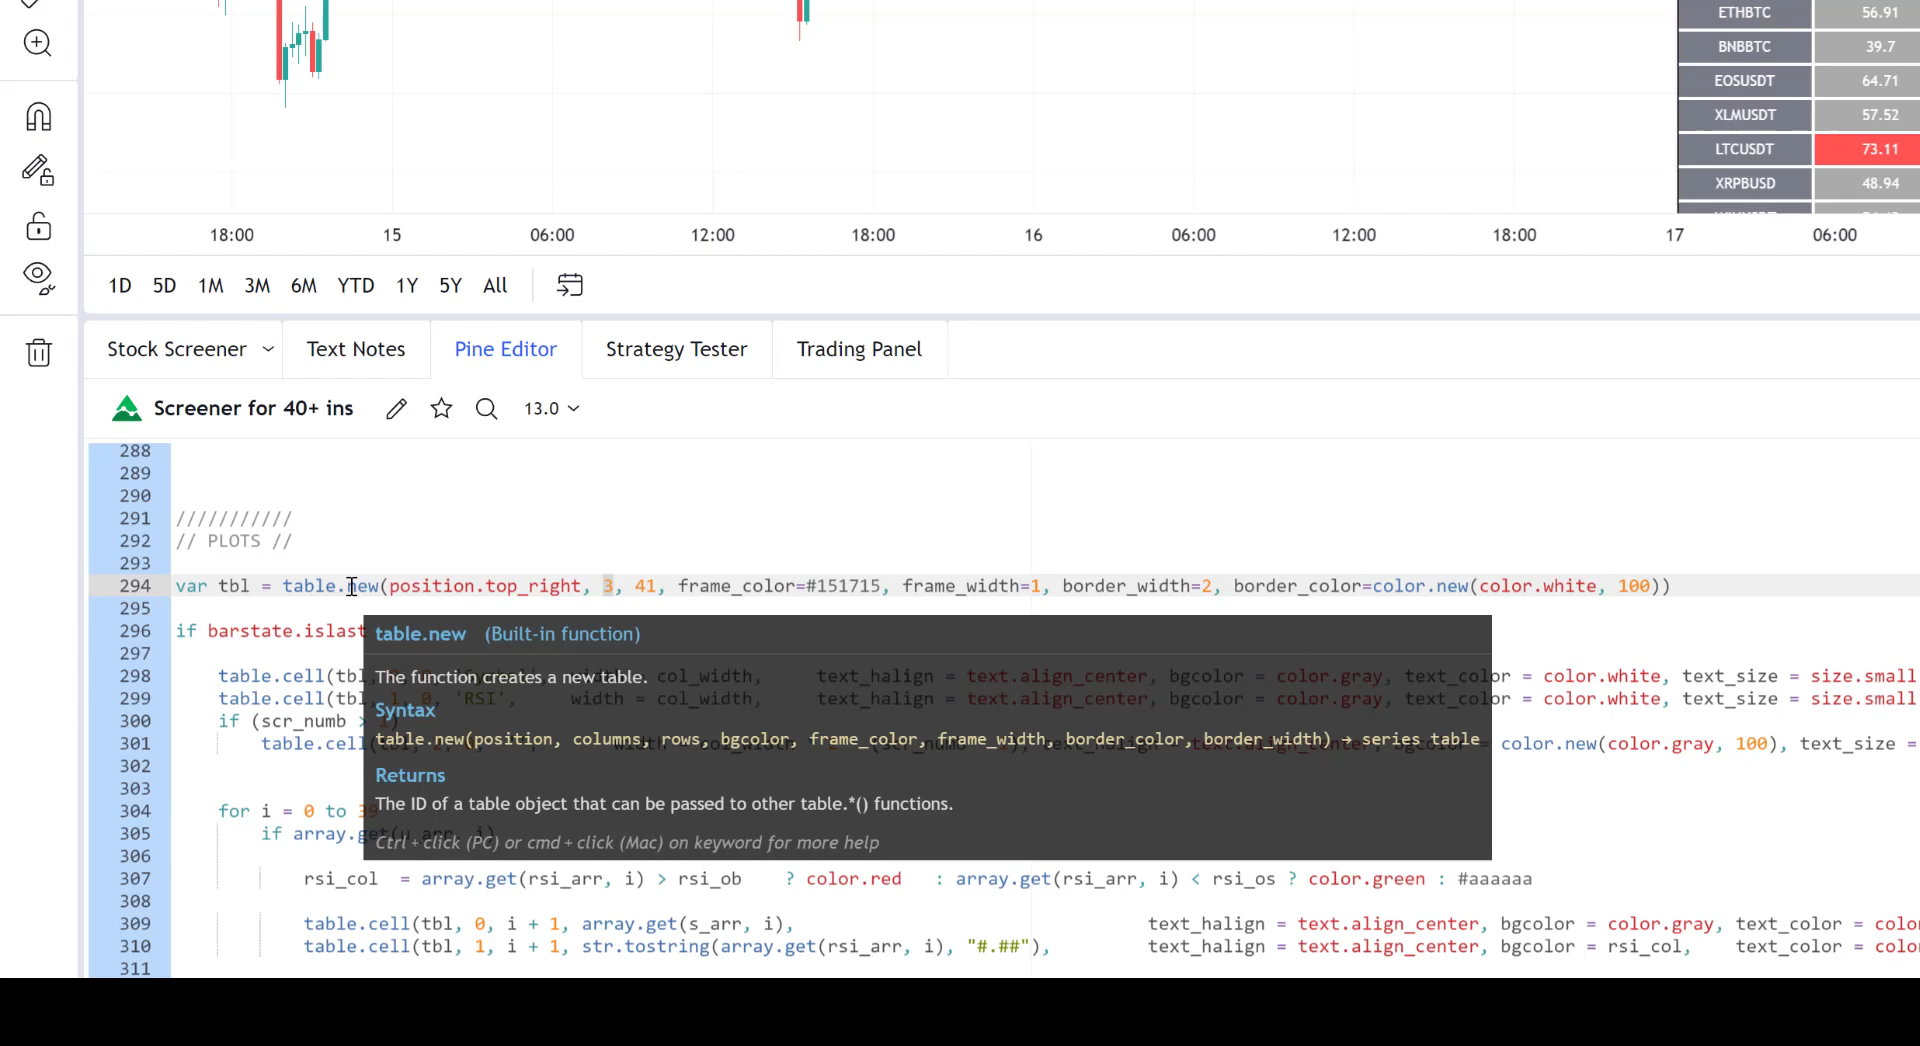 ETHBTC 56.91
BNBBTC 39.7
EOSUSDT 64.71
XLMUSDT 57.52
LTCUSDT 73.11
XRPBUSD 48.94
18:00 15 06:00 12:00 18:00 16 06:00 12:00 18:00 17 06:00
1D 5D 1M 3M 6M YTD 1Y 5Y All
Stock Screener Text Notes Pine Editor Strategy Tester Trading Panel
Screener for 40+ ins 13.0
288
289
290
291 ///////////
292 // PLOTS //
293
294 var tbl = table.new(position.top_right, 3, 41, frame_color=#151715, frame_width=1, border_width=2, border_color=color.new(color.white, 100))
295
296 if barstate.islast
table.new (Built-in function)
297
The function creates a new table.
298 table.cell(tbl, col_width, text_halign = text.align_center, bgcolor = color.gray, text_color = color.white, text_size = size.small
299 table.cell(tbl, 1, 0, 'RSI', width = col_width, text_halign = text.align_center, bgcolor = color.gray, text_color = color.white, text_size = size.small
Syntax
300 if (scr_numb >
table.new(position, columns, rows, bgcolor, frame_color, frame_width, border_color, border_width) → series table
301 table.cell( color.new(color.gray, 100), text_size =
302
Returns
303
The ID of a table object that can be passed to other table.*() functions.
304 for i = 0 to 39
305 if array.get(u_arr, i)
Ctrl + click (PC) or cmd + click (Mac) on keyword for more help
306
307 rsi_col = array.get(rsi_arr, i) > rsi_ob ? color.red : array.get(rsi_arr, i) < rsi_os ? color.green : #aaaaaa
308
309 table.cell(tbl, 0, i + 1, array.get(s_arr, i), text_halign = text.align_center, bgcolor = color.gray, text_color = colo
310 table.cell(tbl, 1, i + 1, str.tostring(array.get(rsi_arr, i), "#.##"), text_halign = text.align_center, bgcolor = rsi_col, text_color = colo
311